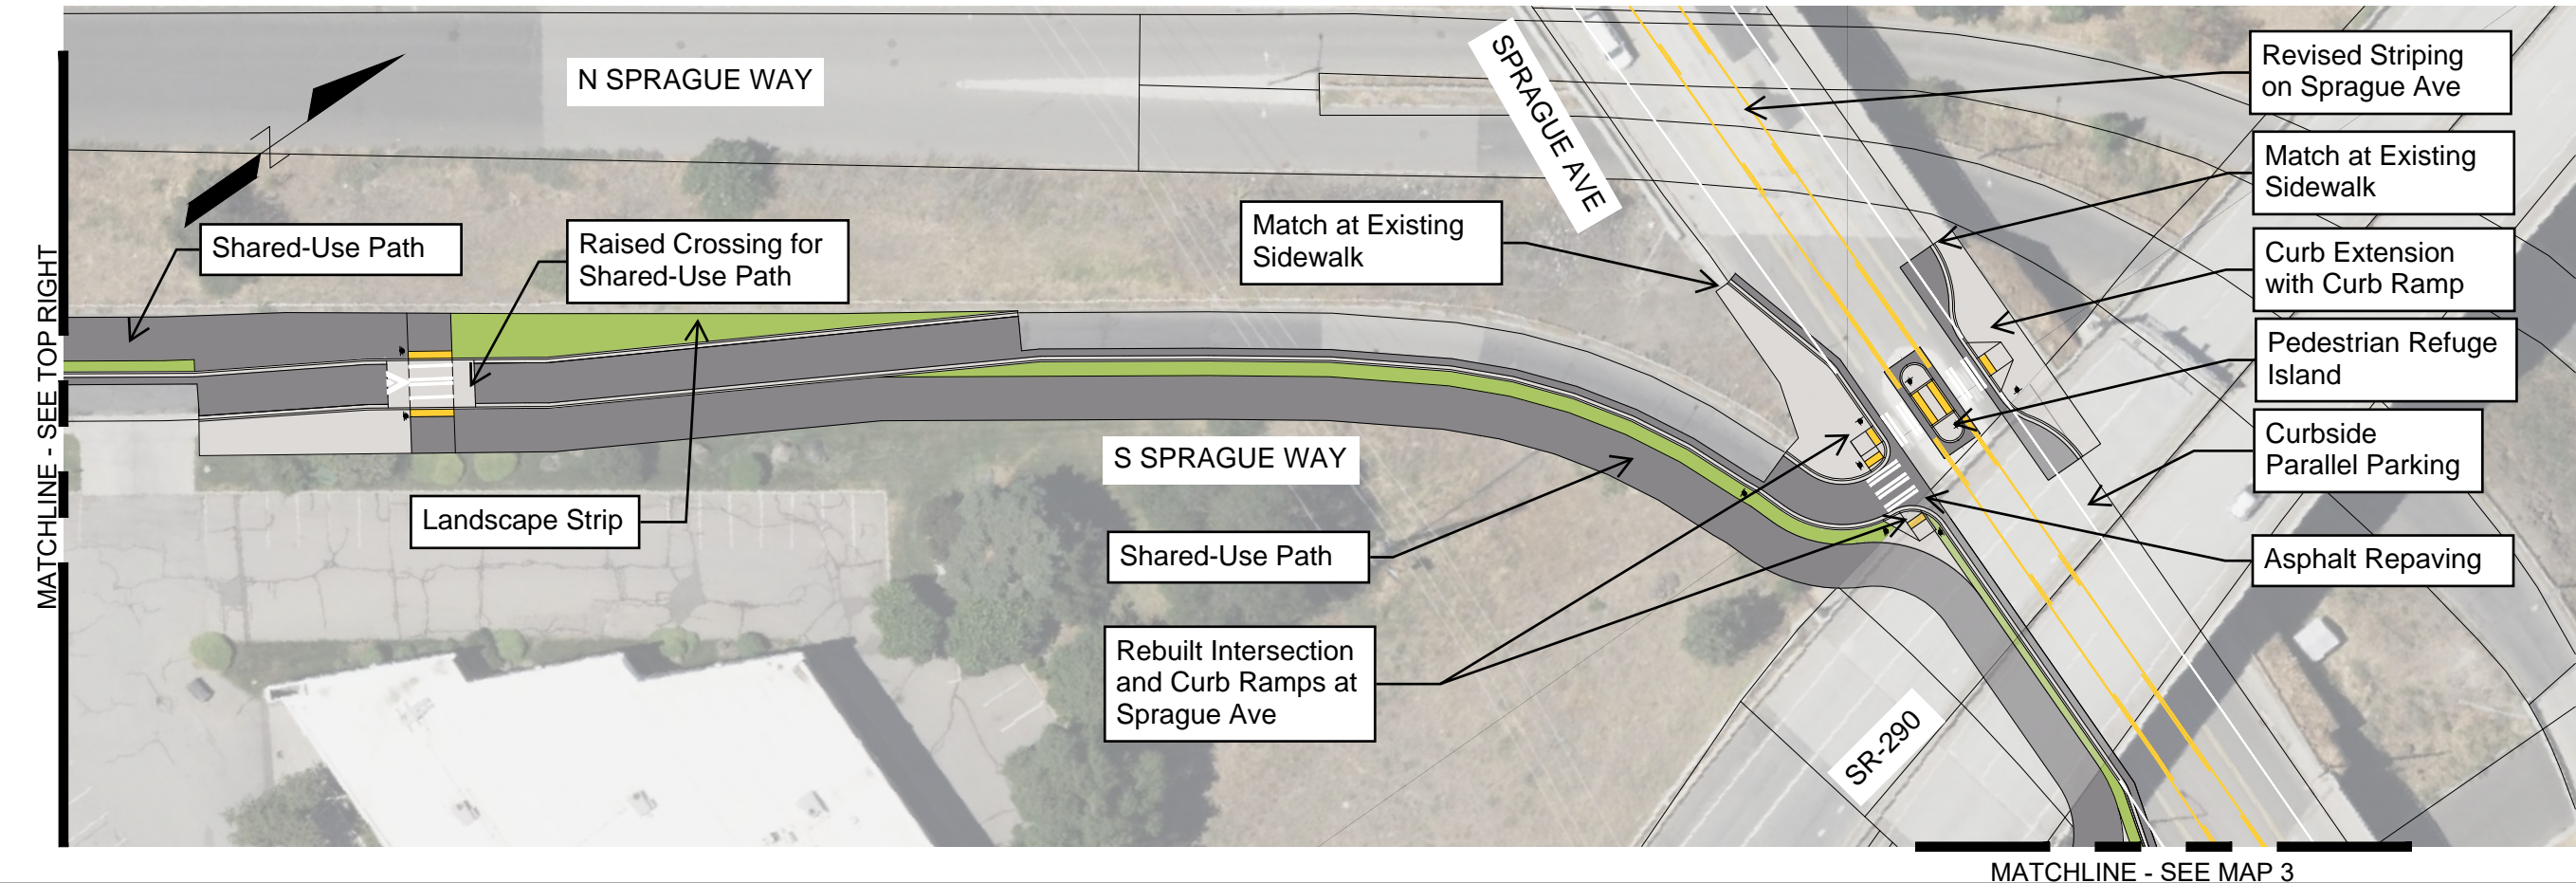 N SPRAGUE WAY
SPRAGUE AVE
Revised Striping
on Sprague Ave
Match at Existing
Sidewalk
Curb Extension
with Curb Ramp
Pedestrian Refuge
Island
Curbside
Parallel Parking
Asphalt Repaving
Match at Existing
Sidewalk
Shared-Use Path
Raised Crossing for
Shared-Use Path
MATCHLINE - SEE TOP RIGHT
Landscape Strip
S SPRAGUE WAY
Shared-Use Path
Rebuilt Intersection
and Curb Ramps at
Sprague Ave
SR-290
MATCHLINE - SEE MAP 3